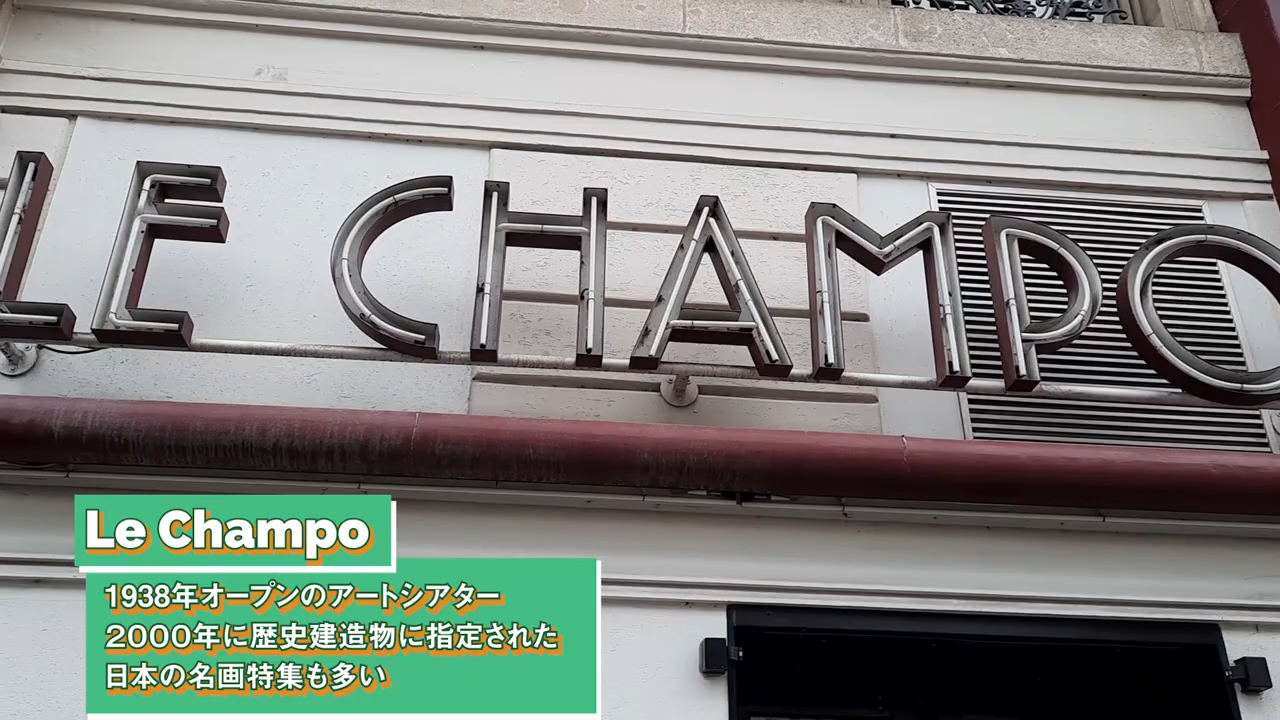 LE CHAMPO
Le Champo
1938年オープンのアートシアター
2000年に歴史建造物に指定された
日本の名画特集も多い